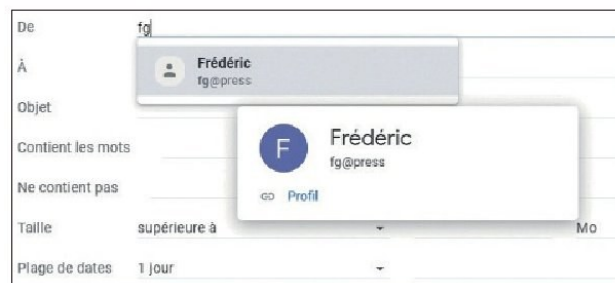 De fg
Frédéric
fg@press
À
Objet
F Frédéric
fg@press
Profil
Contient les mots
Ne contient pas
Taille supérieure à Mo
Plage de dates 1 jour